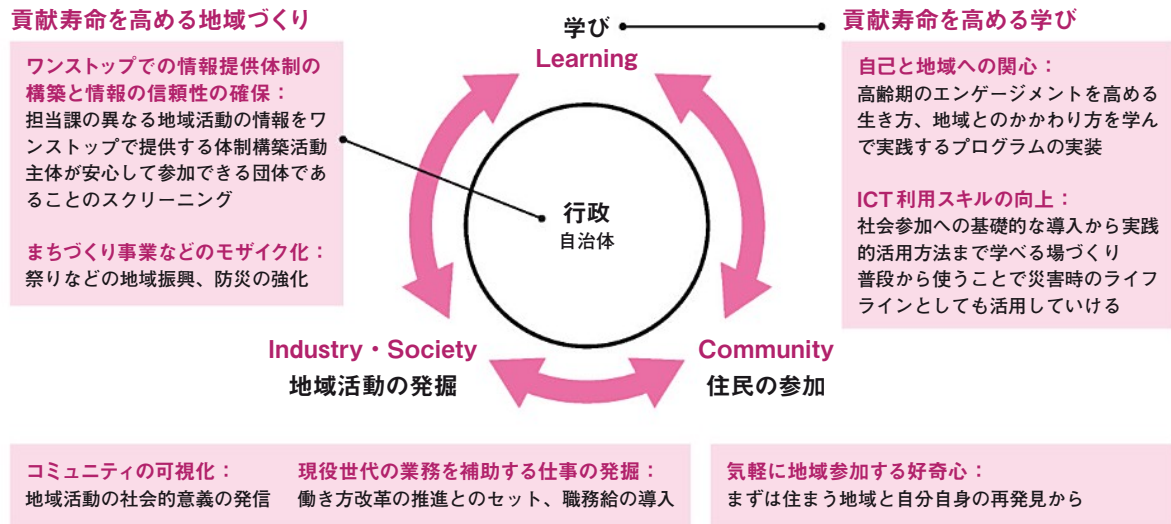 貢献寿命を高める地域づくり
ワンストップでの情報提供体制の
構築と情報の信頼性の確保：
担当課の異なる地域活動の情報をワ
ンストップで提供する体制構築活動
主体が安心して参加できる団体であ
ることのスクリーニング
まちづくり事業などのモザイク化：
祭りなどの地域振興、防災の強化
学び
Learning
貢献寿命を高める学び
自己と地域への関心：
高齢期のエンゲージメントを高める
生き方、地域とのかかわり方を学ん
で実践するプログラムの実装
ICT利用スキルの向上：
社会参加への基礎的な導入から実践
的活用方法まで学べる場づくり
普段から使うことで災害時のライフ
ラインとしても活用していける
行政
自治体
Industry・Society
地域活動の発掘
Community
住民の参加
コミュニティの可視化：
地域活動の社会的意義の発信
現役世代の業務を補助する仕事の発掘：
働き方改革の推進とのセット、職務給の導入
気軽に地域参加する好奇心：
まずは住まう地域と自分自身の再発見から